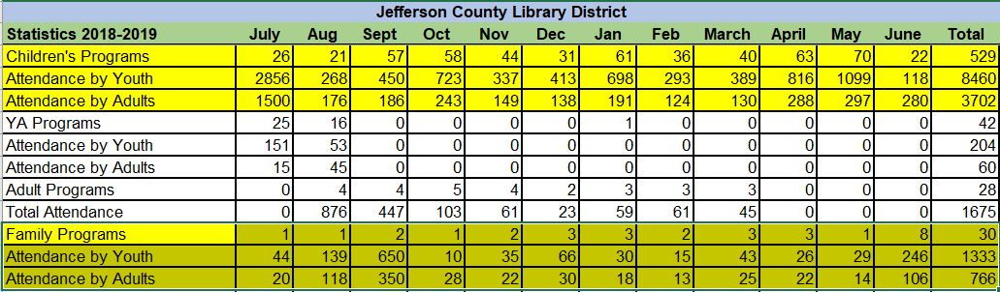 Jefferson County Library District
Statistics 2018-2019 July Aug Sept Oct Nov Dec Jan Feb March April May June Total
Children's Programs 26 21 57 58 44 31 61 36 40 63 70 22 529
Attendance by Youth 2856 268 450 723 337 413 698 293 389 816 1099 118 8460
Attendance by Adults 1500 176 186 243 149 138 191 124 130 288 297 280 3702
YA Programs 25 16 0 0 0 0 1 0 0 0 0 0 42
Attendance by Youth 151 53 0 0 0 0 0 0 0 0 0 0 204
Attendance by Adults 15 45 0 0 0 0 0 0 0 0 0 0 60
Adult Programs 0 4 4 5 4 2 3 3 3 0 0 0 28
Total Attendance 0 876 447 103 61 23 59 61 45 0 0 0 1675
Family Programs 1 1 2 1 2 3 3 2 3 3 1 8 30
Attendance by Youth 44 139 650 10 35 66 30 15 43 26 29 246 1333
Attendance by Adults 20 118 350 28 22 30 18 13 25 22 14 106 766